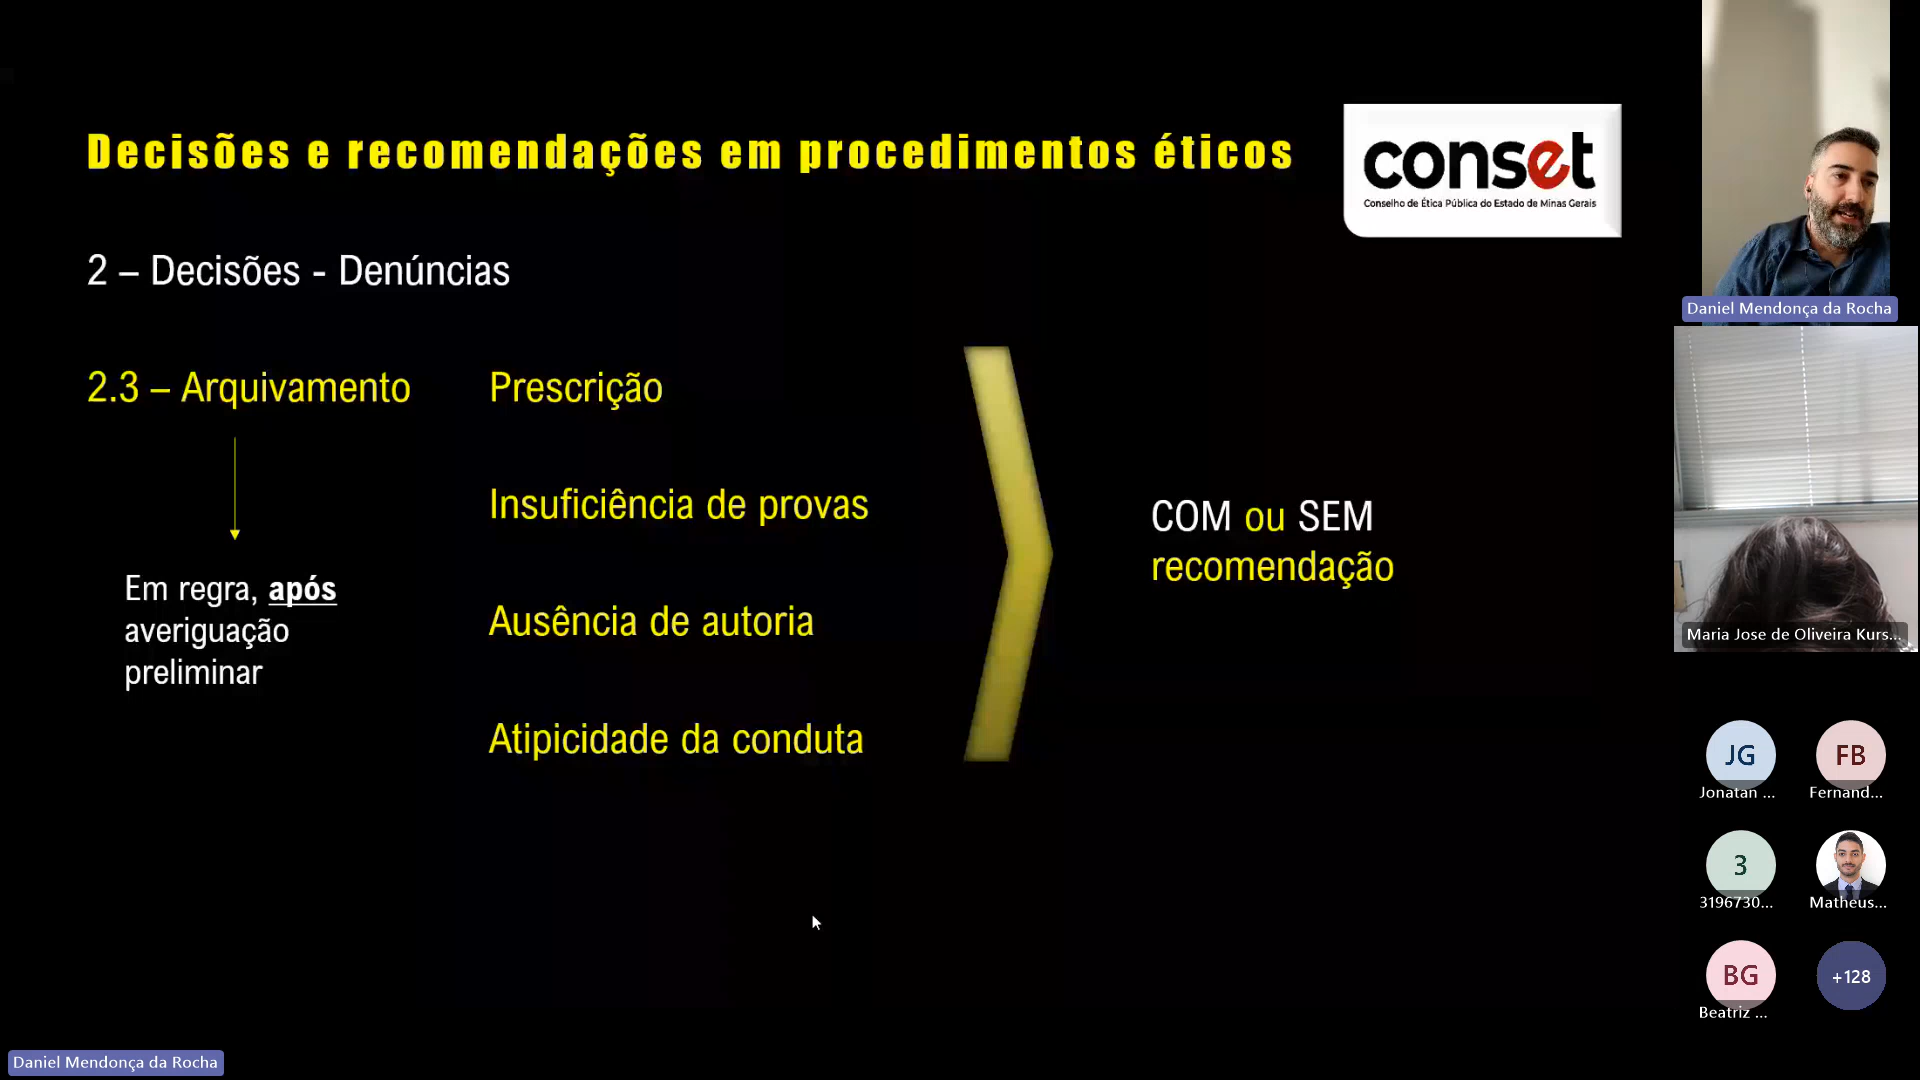 Decisões e recomendações em procedimentos éticos
conset
Conselho de Ética Pública do Estado de Minas Gerais
2 – Decisões - Denúncias
2.3 – Arquivamento
Em regra, após
averiguação
preliminar
Prescrição
Insuficiência de provas
Ausência de autoria
Atipicidade da conduta
COM ou SEM
recomendação
Daniel Mendonça da Rocha
Maria Jose de Oliveira Kurs...
JG
Jonatan ...
FB
Fernand...
3
3196730...
Matheus...
BG
Beatriz ...
+128
Daniel Mendonça da Rocha